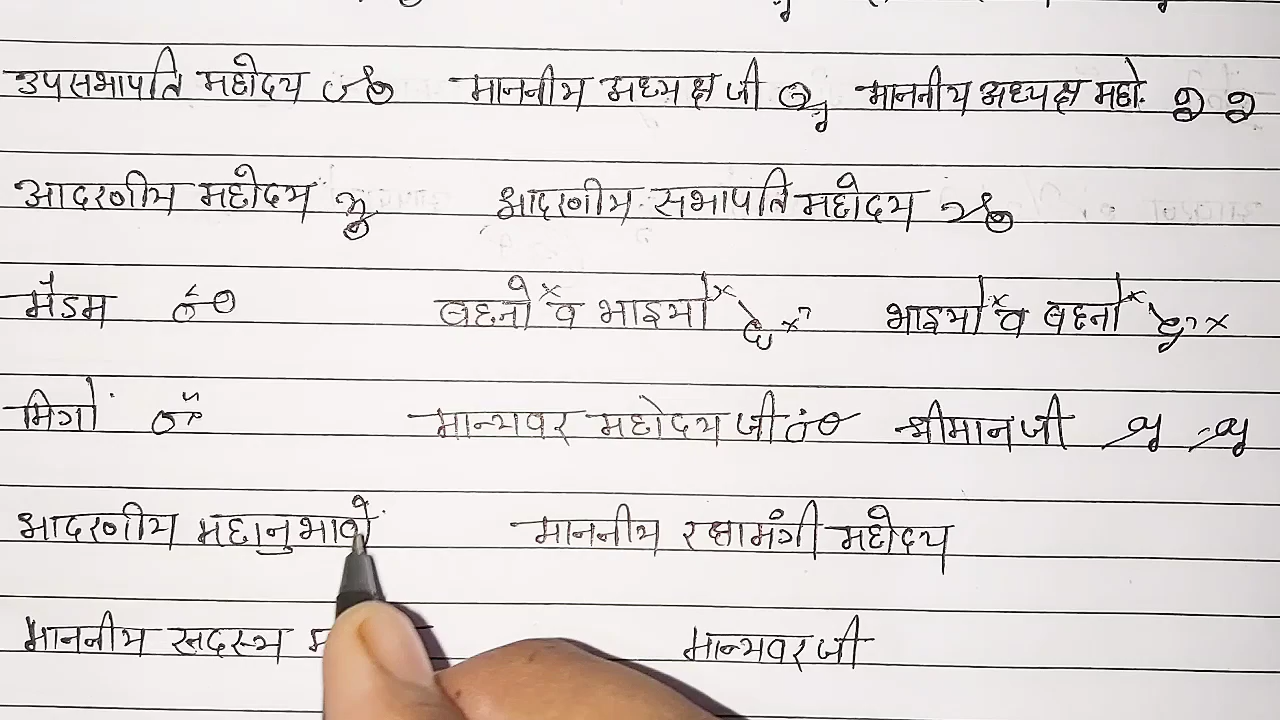 उपसभापति महोदय माननीय अध्यक्ष जी माननीय अध्यक्ष महो.
आदरणीय महोदय आदरणीय सभापति महोदय
मैडम बहनों व भाइयों भाइयों व बहनों
मित्रों मान्यवर महोदय जी श्रीमान जी
आदरणीय महानुभावों माननीय रक्षामंत्री महोदय
माननीय सदस्य मान्यवर जी